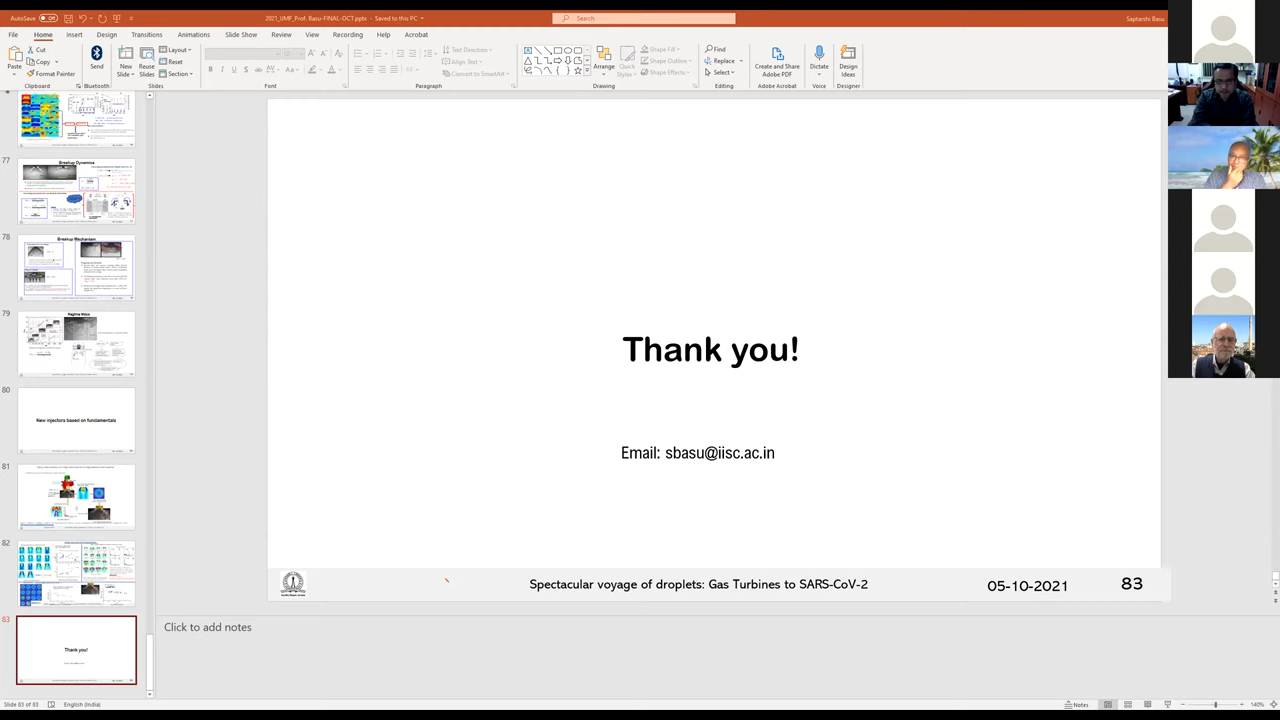 AutoSave Off
2021_UMF_Prof. Basu-FINAL-OCT.pptx - Saved to this PC
Search
Saptarshi Basu
File Home Insert Design Transitions Animations Slide Show Review View Recording Help Acrobat
Paste
Cut
Copy
Format Painter
Clipboard
Send
Bluetooth
New Slides
Reuse Slides
Layout
Reset
Section
Slides
Aa
Font
Text Direction
Align Text
Convert to SmartArt
Paragraph
Arrange
Quick Styles
Shape Fill
Shape Outline
Shape Effects
Drawing
Find
Replace
Select
Editing
Create and Share Adobe PDF
Adobe Acrobat
Dictate
Voice
Design Ideas
Designer
77
Breakup Dynamics
78
Breakup Mechanism
79
Regime Maps
80
New injectors based on fundamentals
81
82
83
Thank you!
Thank you!
Email: sbasu@iisc.ac.in
Spectacular voyage of droplets: Gas Turbines to SARS-CoV-2
05-10-2021
83
Click to add notes
Slide 83 of 83
English (India)
Notes
140%